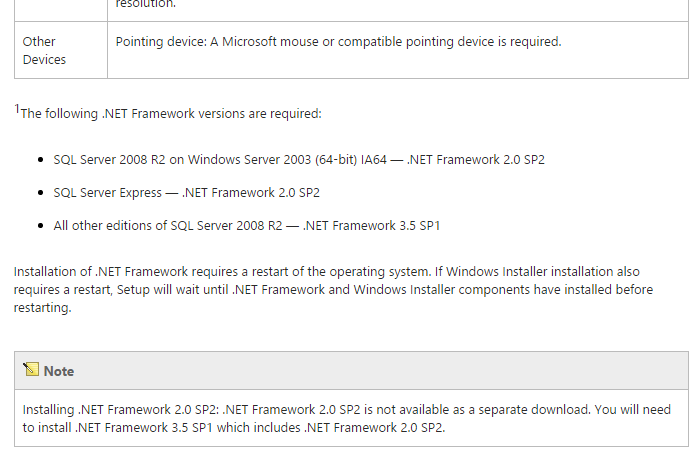 resolution.
Other
Devices
Pointing device: A Microsoft mouse or compatible pointing device is required.
1The following .NET Framework versions are required:
• SQL Server 2008 R2 on Windows Server 2003 (64-bit) IA64 — .NET Framework 2.0 SP2
• SQL Server Express — .NET Framework 2.0 SP2
• All other editions of SQL Server 2008 R2 — .NET Framework 3.5 SP1
Installation of .NET Framework requires a restart of the operating system. If Windows Installer installation also
requires a restart, Setup will wait until .NET Framework and Windows Installer components have installed before
restarting.
Note
Installing .NET Framework 2.0 SP2: .NET Framework 2.0 SP2 is not available as a separate download. You will need
to install .NET Framework 3.5 SP1 which includes .NET Framework 2.0 SP2.